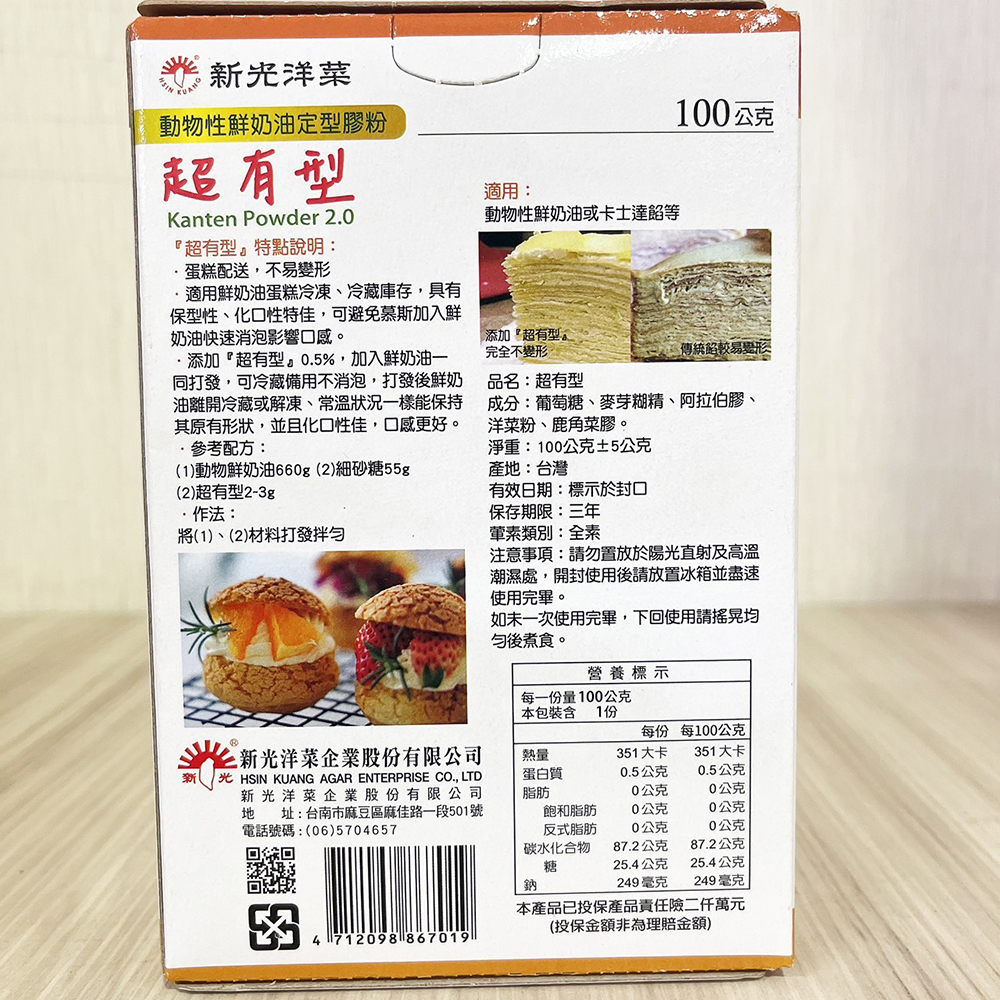 HSIN KUANG
新光洋菜
動物性鮮奶油定型膠粉
100公克
超有型
Kanten Powder 2.0
『超有型』特點說明：
·蛋糕配送，不易變形
·適用鮮奶油蛋糕冷凍、冷藏庫存，具有
保型性、化口性特佳，可避免慕斯加入鮮
奶油快速消泡影響口感。
·添加『超有型』0.5%，加入鮮奶油一
同打發，可冷藏備用不消泡，打發後鮮奶
油離開冷藏或解凍、常溫狀況一樣能保持
其原有形狀，並且化口性佳，口感更好。
·參考配方：
(1)動物鮮奶油660g (2)細砂糖55g
(2)超有型2-3g
·作法：
將(1)、(2)材料打發拌勻
適用：
動物性鮮奶油或卡士達餡等
添加『超有型』
完全不變形
傳統餡較易變形
品名：超有型
成分：葡萄糖、麥芽糊精、阿拉伯膠、
洋菜粉、鹿角菜膠。
淨重：100公克±5公克
產地：台灣
有效日期：標示於封口
保存期限：三年
葷素類別：全素
注意事項：請勿置放於陽光直射及高溫
潮濕處，開封使用後請放置冰箱並盡速
使用完畢。
如未一次使用完畢，下回使用請搖晃均
勻後煮食。
營養標示
每一份量100公克
本包裝含 1份
每份 每100公克
熱量 351大卡 351大卡
蛋白質 0.5公克 0.5公克
脂肪 0公克 0公克
飽和脂肪 0公克 0公克
反式脂肪 0公克 0公克
碳水化合物 87.2公克 87.2公克
糖 25.4公克 25.4公克
鈉 249毫克 249毫克
本產品已投保產品責任險二仟萬元
(投保金額非為理賠金額)
新光
新光洋菜企業股份有限公司
HSIN KUANG AGAR ENTERPRISE CO., LTD
新光洋菜企業股份有限公司
地 址：台南市麻豆區麻佳路一段501號
電話號碼：(06)5704657
4 712098 867019